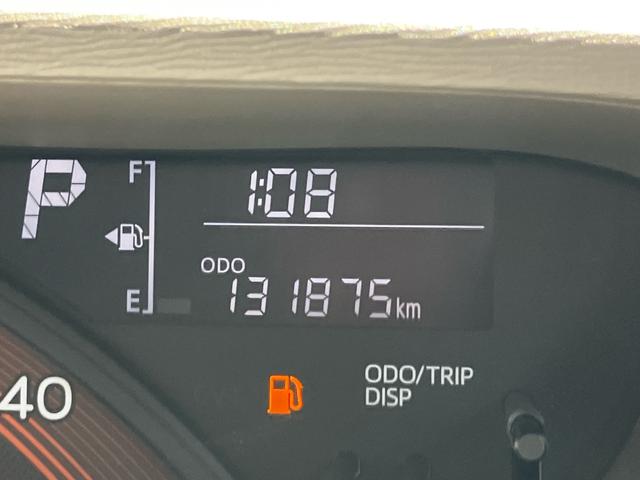 P
F
1:08
E
ODO
131875km
ODO/TRIP
DISP
40